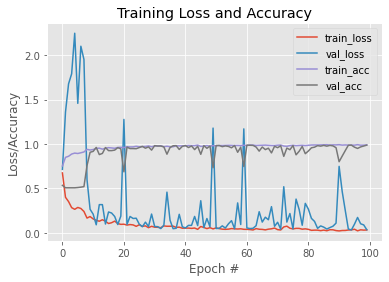 Training Loss and Accuracy
train_loss
val_loss
train_acc
val_acc
Loss/Accuracy
2.0
1.5
1.0
0.5
0.0
0 20 40 60 80 100
Epoch #